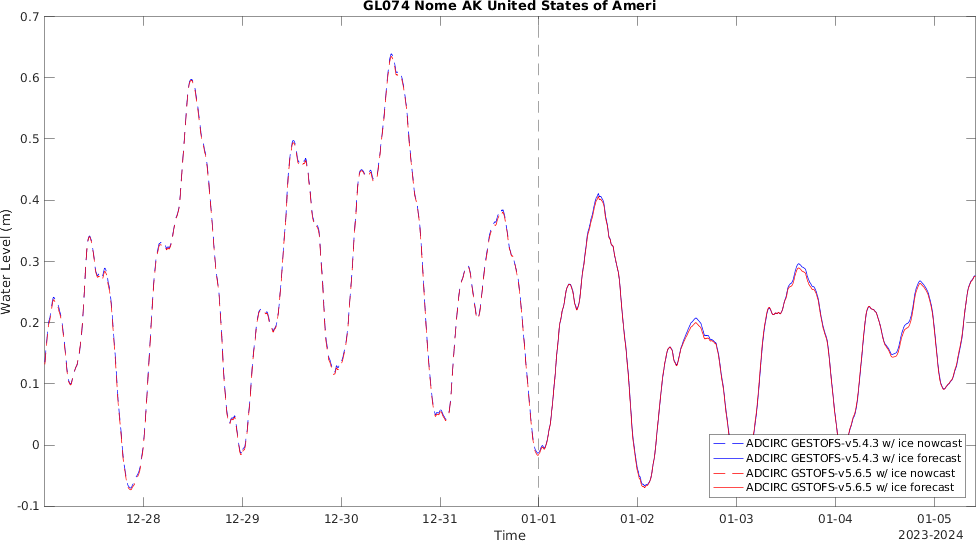 GL074 Nome AK United States of Ameri
0.7
0.6
0.5
0.4
0.3
0.2
0.1
0
-0.1
Water Level (m)
ADCIRC GESTOFS-v5.4.3 w/ ice nowcast
ADCIRC GESTOFS-v5.4.3 w/ ice forecast
ADCIRC GSTOFS-v5.6.5 w/ ice nowcast
ADCIRC GSTOFS-v5.6.5 w/ ice forecast
12-28 12-29 12-30 12-31 01-01 01-02 01-03 01-04 01-05
Time
2023-2024